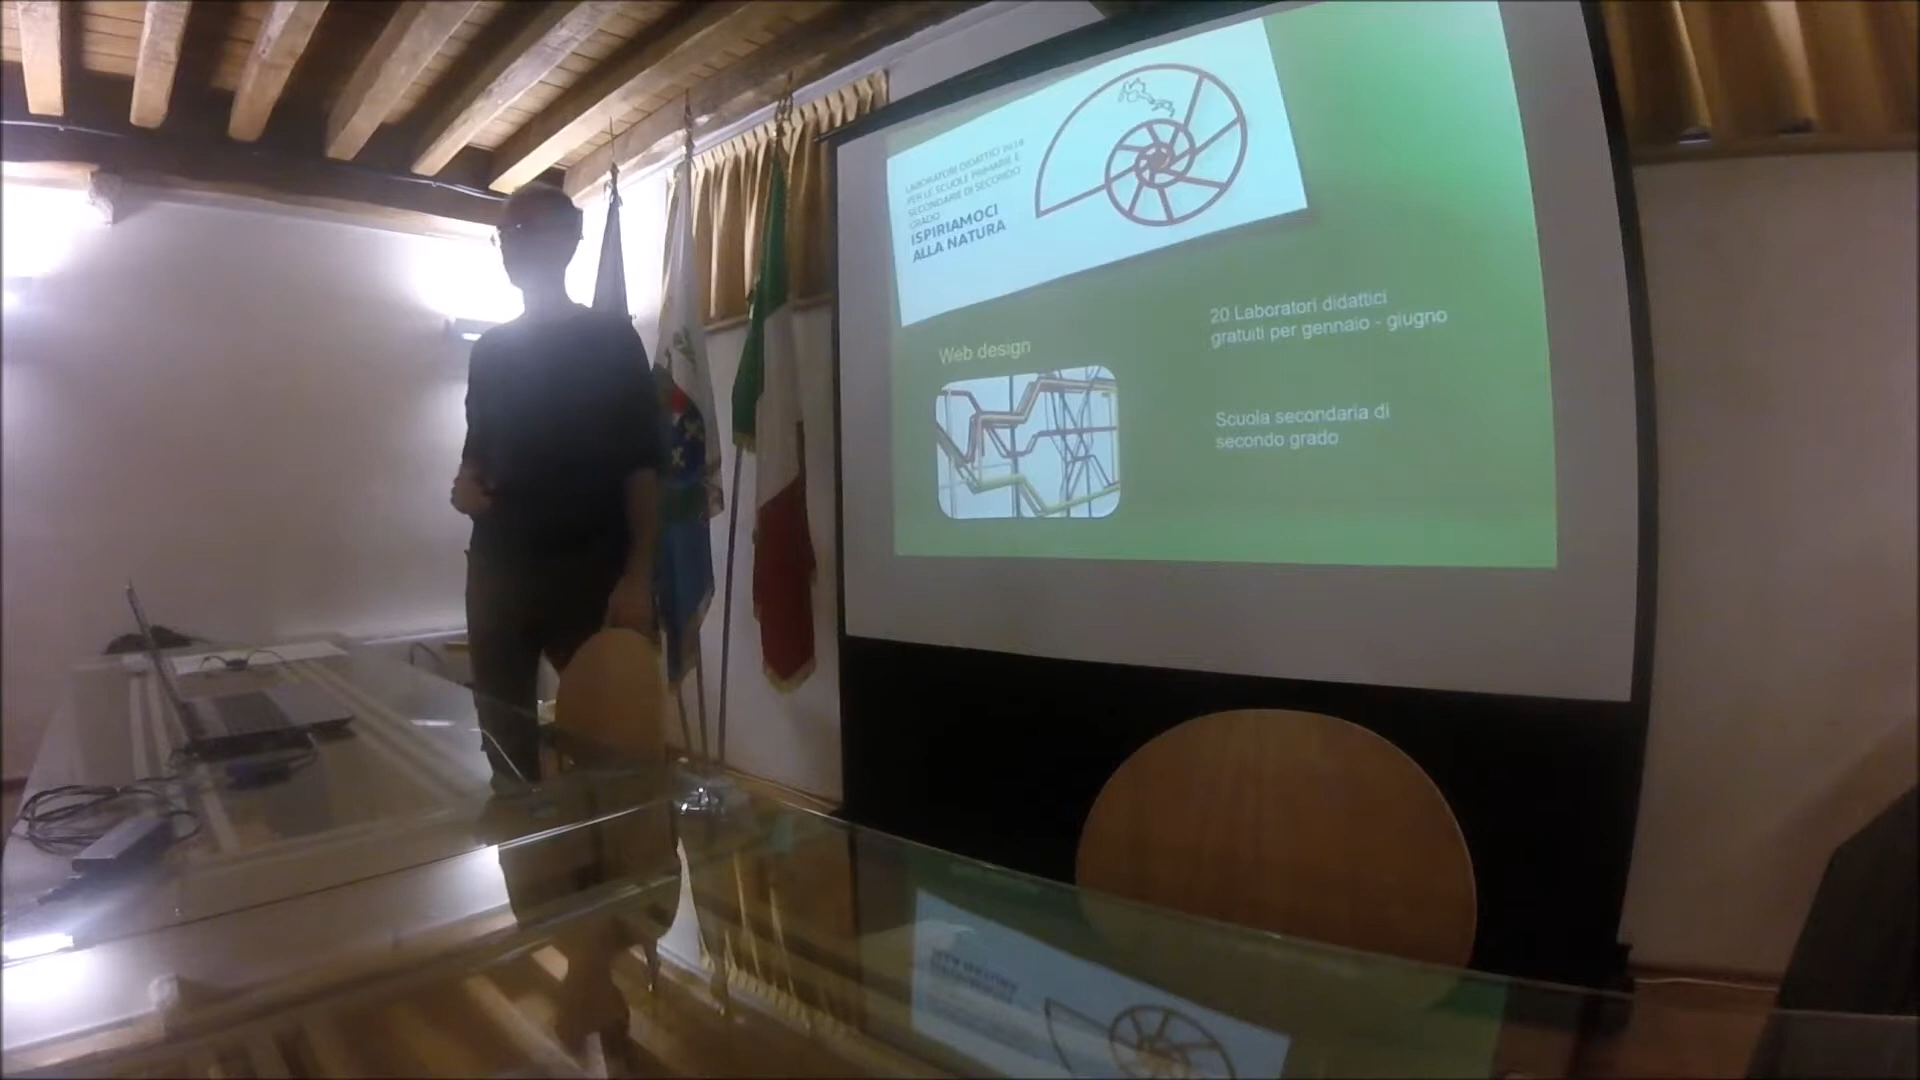 LABORATORI DIDATTICI 2018
PER LE SCUOLE PRIMARIE E
SECONDARIE DI SECONDO
GRADO
ISPIRIAMOCI
ALLA NATURA
Web design
20 Laboratori didattici
gratuiti per gennaio - giugno
Scuola secondaria di
secondo grado